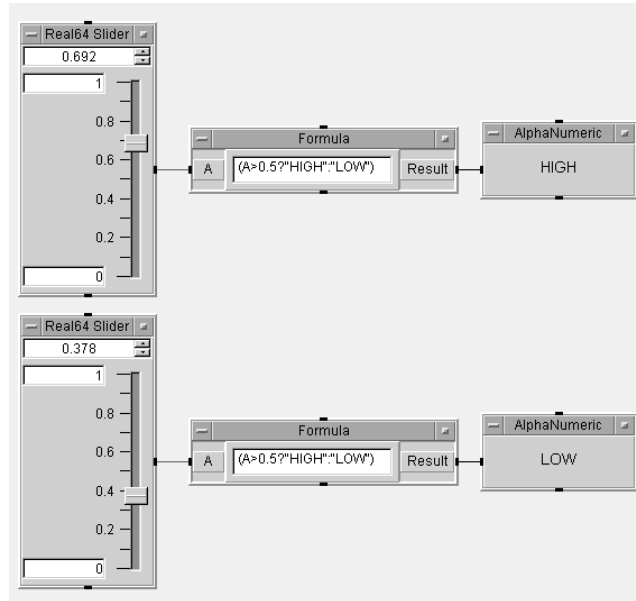 Real64 Slider
0.692
1
0.8
0.6
0.4
0.2
0
Formula
A (A>0.5?"HIGH":"LOW") Result
AlphaNumeric
HIGH
Real64 Slider
0.378
1
0.8
0.6
0.4
0.2
0
Formula
A (A>0.5?"HIGH":"LOW") Result
AlphaNumeric
LOW